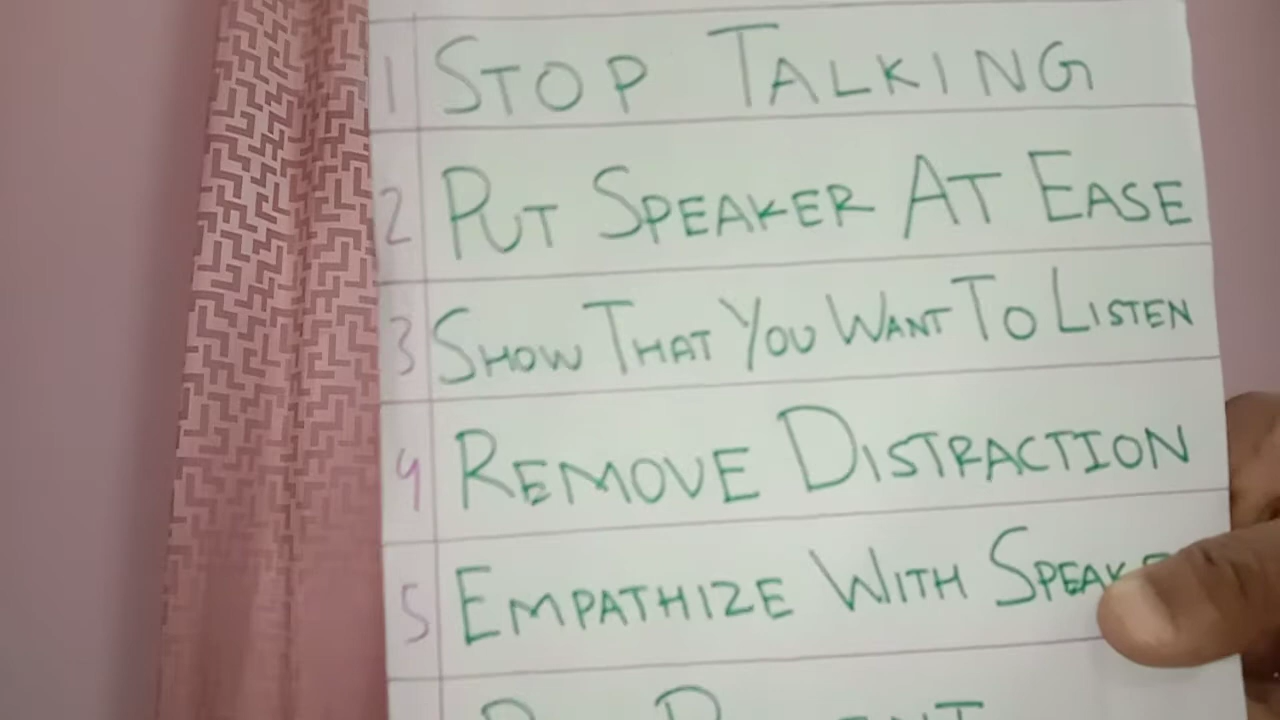 1 STOP TALKING
2 PUT SPEAKER AT EASE
3 SHOW THAT YOU WANT TO LISTEN
4 REMOVE DISTRACTION
5 EMPATHIZE WITH